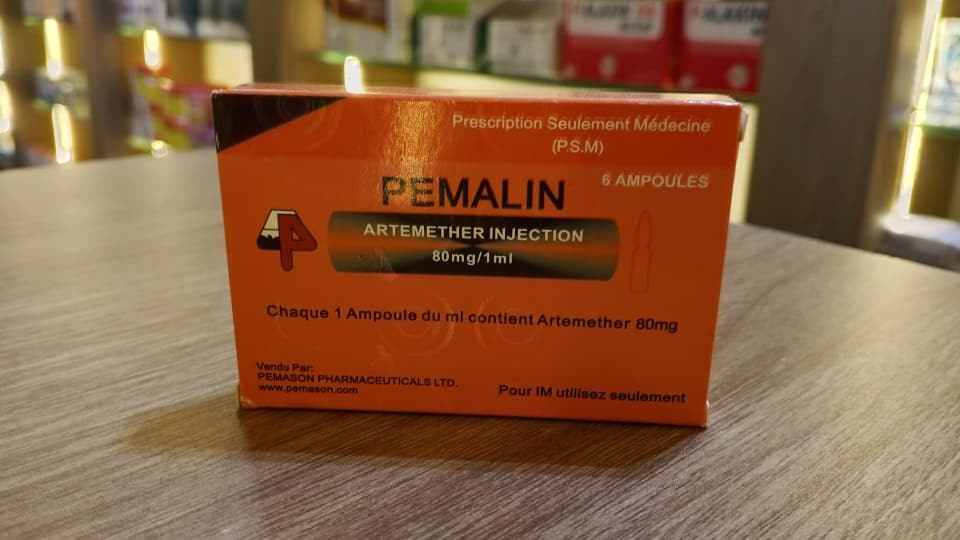 Prescription Seulement Médecine
(P.S.M)
6 AMPOULES
PEMALIN
ARTEMETHER INJECTION
80mg/1ml
Chaque 1 Ampoule du ml contient Artemether 80mg
Vendu Par:
PEMASON PHARMACEUTICALS LTD.
www.pemason.com
Pour IM utilisez seulement